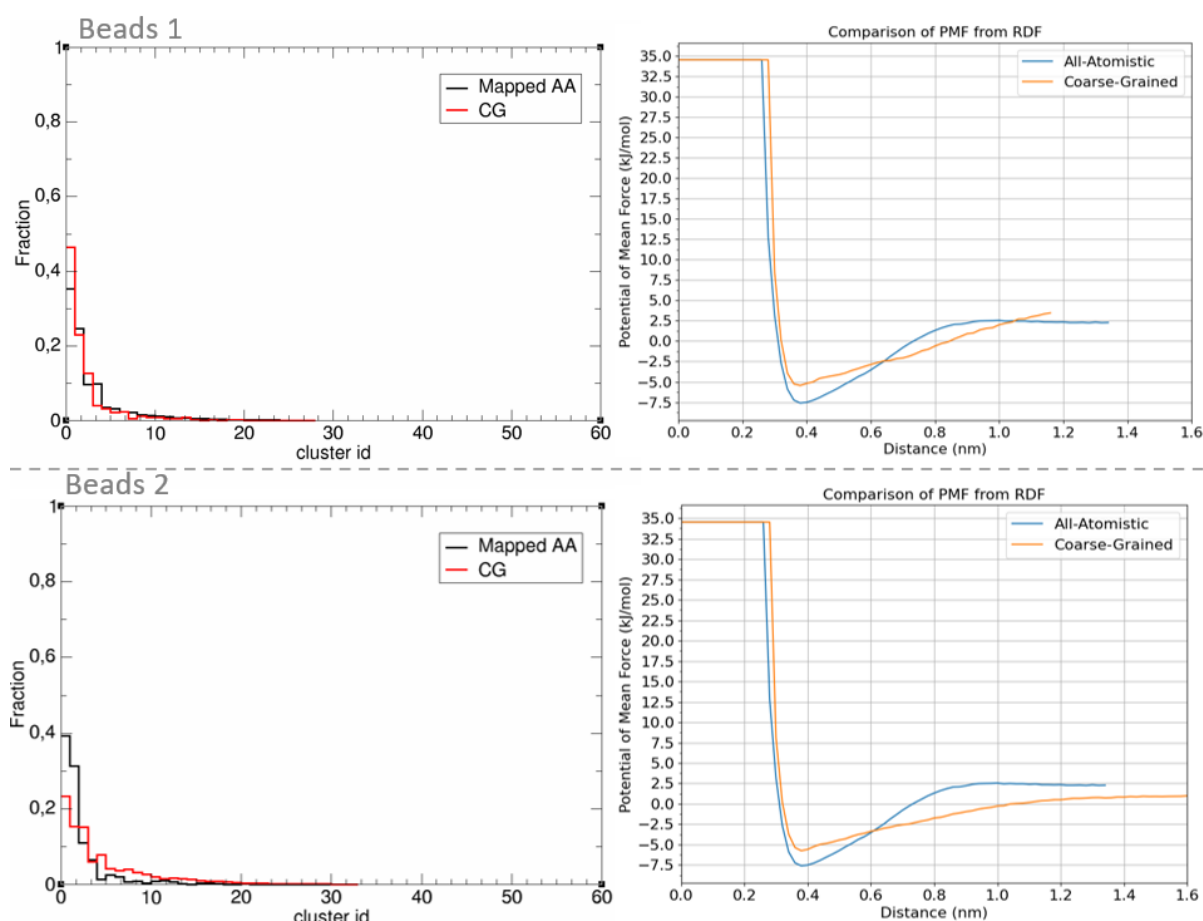 Beads 1
1
0,8
0,6
0,4
0,2
0
Fraction
Mapped AA
CG
0 10 20 30 40 50 60
cluster id
Comparison of PMF from RDF
All-Atomistic
Coarse-Grained
35.0
32.5
30.0
27.5
25.0
22.5
20.0
17.5
15.0
12.5
10.0
7.5
5.0
2.5
0.0
−2.5
−5.0
−7.5
Potential of Mean Force (kJ/mol)
0.0 0.2 0.4 0.6 0.8 1.0 1.2 1.4 1.6
Distance (nm)
Beads 2
1
0,8
0,6
0,4
0,2
0
Fraction
Mapped AA
CG
0 10 20 30 40 50 60
cluster id
Comparison of PMF from RDF
All-Atomistic
Coarse-Grained
35.0
32.5
30.0
27.5
25.0
22.5
20.0
17.5
15.0
12.5
10.0
7.5
5.0
2.5
0.0
−2.5
−5.0
−7.5
Potential of Mean Force (kJ/mol)
0.0 0.2 0.4 0.6 0.8 1.0 1.2 1.4 1.6
Distance (nm)